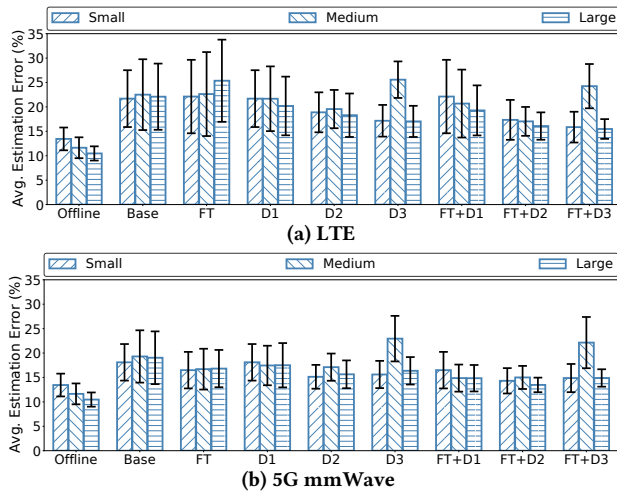 Small Medium Large
Avg. Estimation Error (%)
35
30
25
20
15
10
5
0
Offline Base FT D1 D2 D3 FT+D1 FT+D2 FT+D3
(a) LTE
Small Medium Large
Avg. Estimation Error (%)
35
30
25
20
15
10
5
0
Offline Base FT D1 D2 D3 FT+D1 FT+D2 FT+D3
(b) 5G mmWave